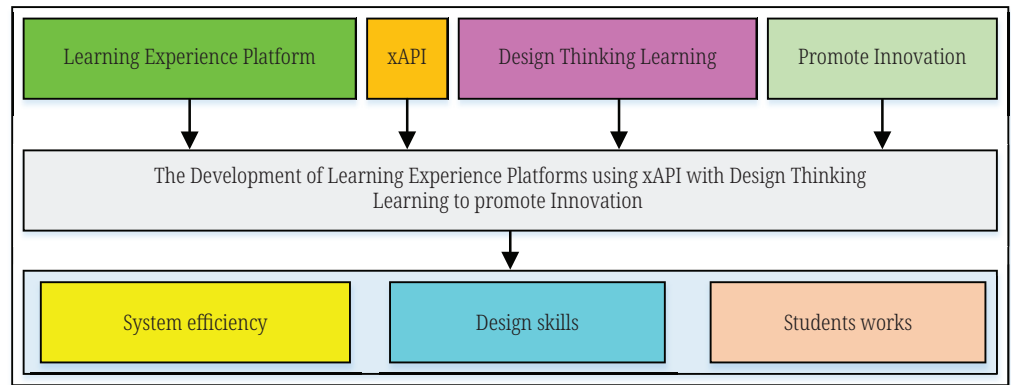 Learning Experience Platform
xAPI
Design Thinking Learning
Promote Innovation
The Development of Learning Experience Platforms using xAPI with Design Thinking
Learning to promote Innovation
System efficiency
Design skills
Students works